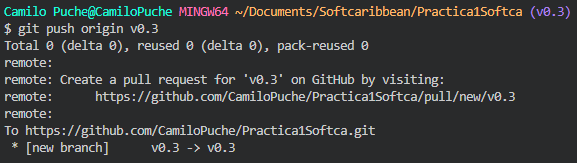 Camilo Puche@CamiloPuche MINGW64 ~/Documents/Softcaribbean/Practica1Softca (v0.3)
$ git push origin v0.3
Total 0 (delta 0), reused 0 (delta 0), pack-reused 0
remote:
remote: Create a pull request for 'v0.3' on GitHub by visiting:
remote:      https://github.com/CamiloPuche/Practica1Softca/pull/new/v0.3
remote:
To https://github.com/CamiloPuche/Practica1Softca.git
 * [new branch]      v0.3 -> v0.3